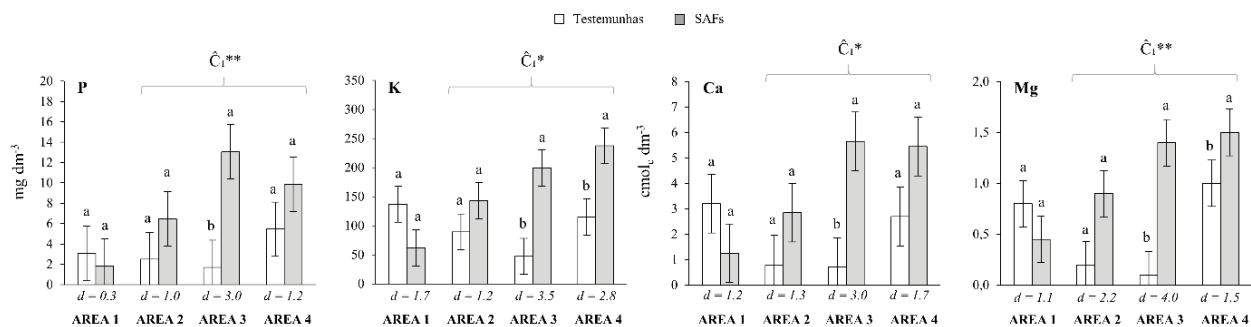 Testemunhas SAFs
Ĉ₁**
P
mg dm⁻³
20
18
16
14
12
10
8
6
4
2
0
a a a a b a a a
d = 0.3 d = 1.0 d = 3.0 d = 1.2
AREA 1 AREA 2 AREA 3 AREA 4
Ĉ₁*
K
350
300
250
200
150
100
50
0
a a a a b a b a
d = 1.7 d = 1.2 d = 3.5 d = 2.8
AREA 1 AREA 2 AREA 3 AREA 4
Ĉ₁*
Ca
cmolc dm⁻³
8
7
6
5
4
3
2
1
0
a a a a b a a a
d = 1.2 d = 1.3 d = 3.0 d = 1.7
AREA 1 AREA 2 AREA 3 AREA 4
Ĉ₁**
Mg
2,0
1,5
1,0
0,5
0,0
a a a a b a b a
d = 1.1 d = 2.2 d = 4.0 d = 1.5
AREA 1 AREA 2 AREA 3 AREA 4